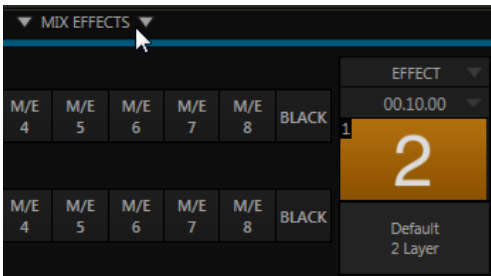 MIX EFFECTS
EFFECT
00.10.00
M/E 4 M/E 5 M/E 6 M/E 7 M/E 8 BLACK
1
2
M/E 4 M/E 5 M/E 6 M/E 7 M/E 8 BLACK
Default
2 Layer